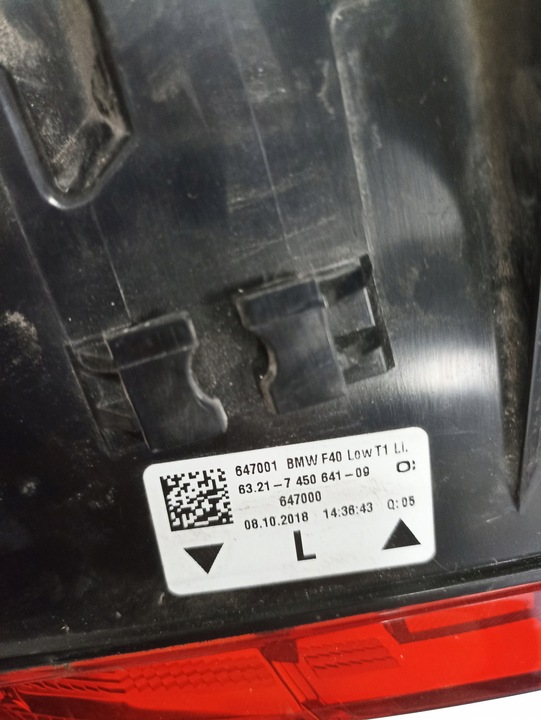 647001 BMW F40 Low T1 Li.
63.21-7 450 641-09 O:
647000
08.10.2018 14:36:43 Q: 05
L